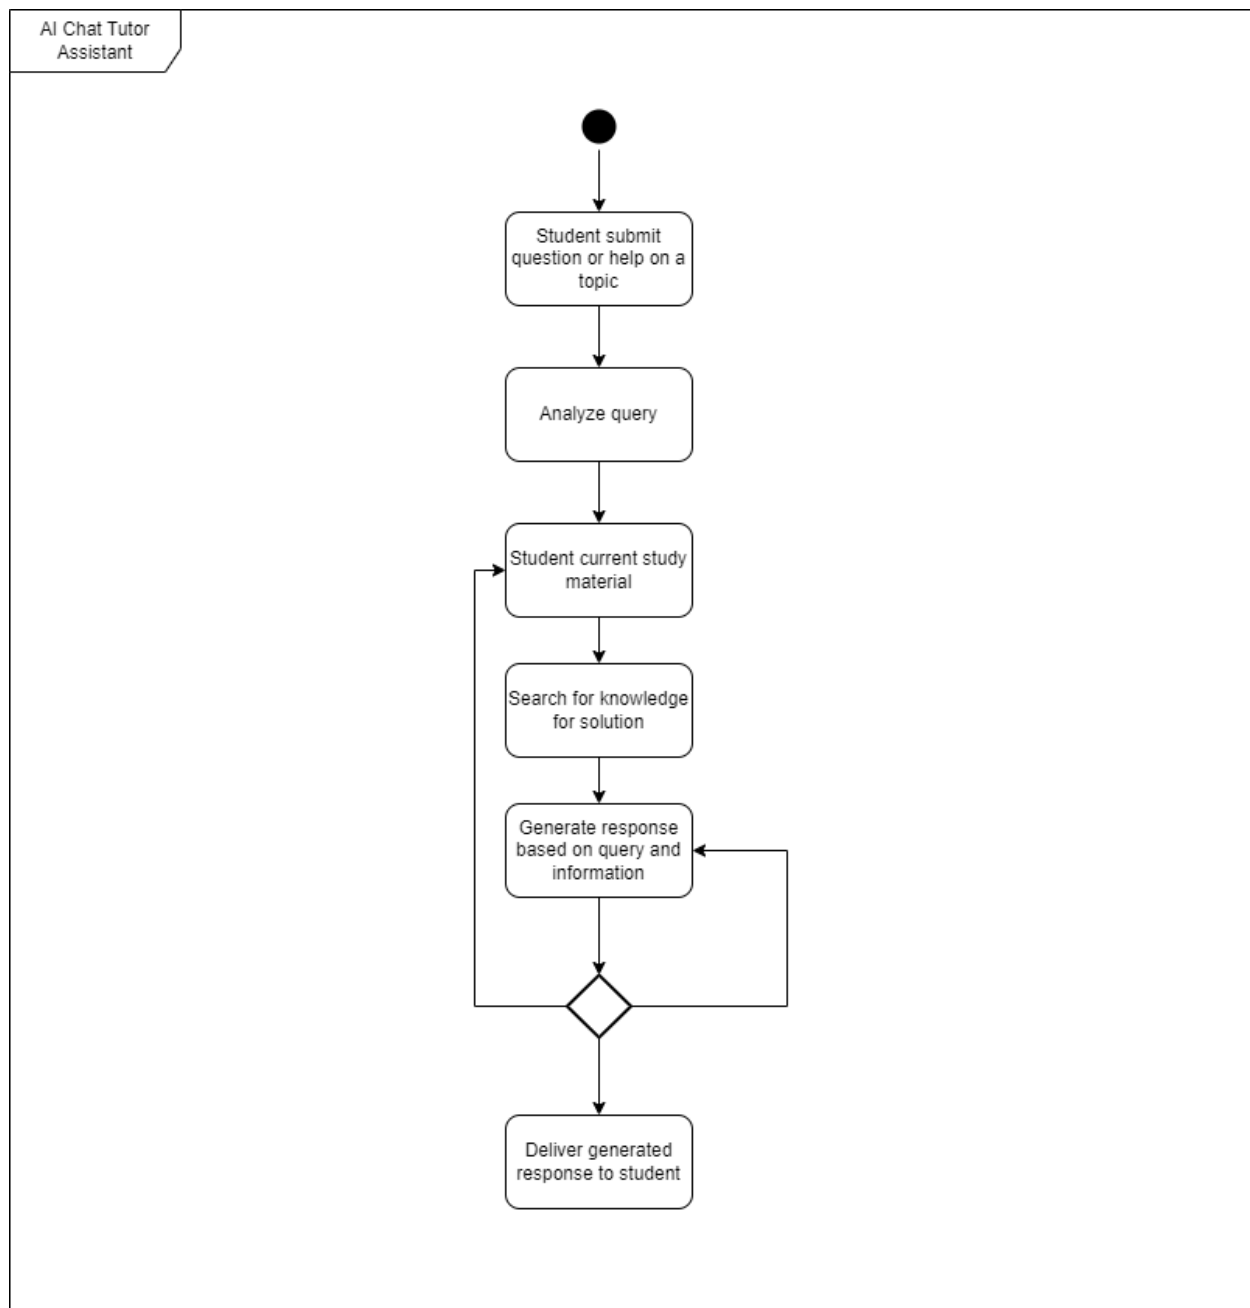 AI Chat Tutor
Assistant
Student submit
question or help on a
topic
Analyze query
Student current study
material
Search for knowledge
for solution
Generate response
based on query and
information
Deliver generated
response to student